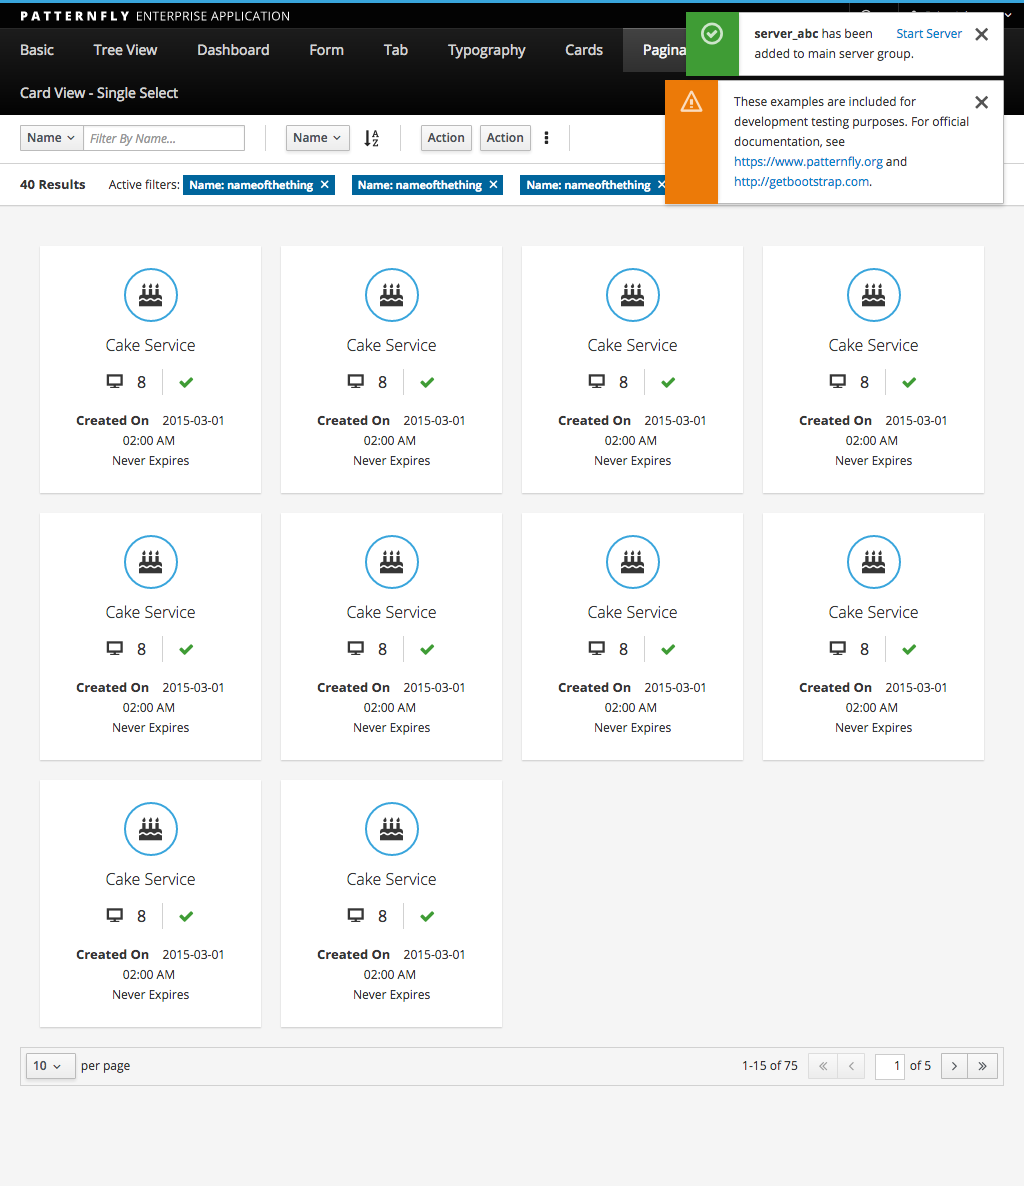 PATTERNFLY ENTERPRISE APPLICATION
Basic Tree View Dashboard Form Tab Typography Cards
Card View - Single Select
server_abc has been Start Server
added to main server group.
These examples are included for
development testing purposes. For official
documentation, see
https://www.patternfly.org and
http://getbootstrap.com.
Name Filter By Name... Name Action Action
40 Results Active filters: Name: nameofthething Name: nameofthething Name: nameofthething
Cake Service Cake Service Cake Service Cake Service
8 8 8 8
Created On 2015-03-01 Created On 2015-03-01 Created On 2015-03-01 Created On 2015-03-01
02:00 AM 02:00 AM 02:00 AM 02:00 AM
Never Expires Never Expires Never Expires Never Expires
Cake Service Cake Service Cake Service Cake Service
8 8 8 8
Created On 2015-03-01 Created On 2015-03-01 Created On 2015-03-01 Created On 2015-03-01
02:00 AM 02:00 AM 02:00 AM 02:00 AM
Never Expires Never Expires Never Expires Never Expires
Cake Service Cake Service
8 8
Created On 2015-03-01 Created On 2015-03-01
02:00 AM 02:00 AM
Never Expires Never Expires
10 per page 1-15 of 75 1 of 5